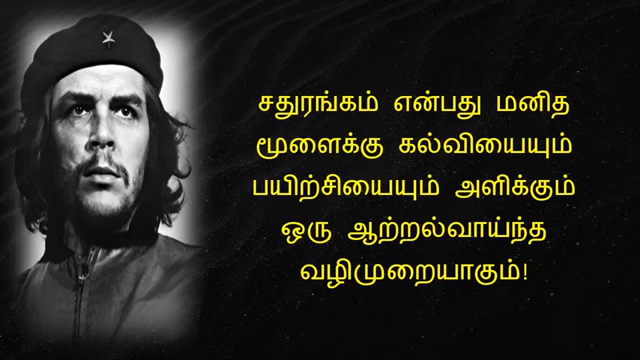 சதுரங்கம் என்பது மனித
மூளைக்கு கல்வியையும்
பயிற்சியையும் அளிக்கும்
ஒரு ஆற்றல்வாய்ந்த
வழிமுறையாகும்!